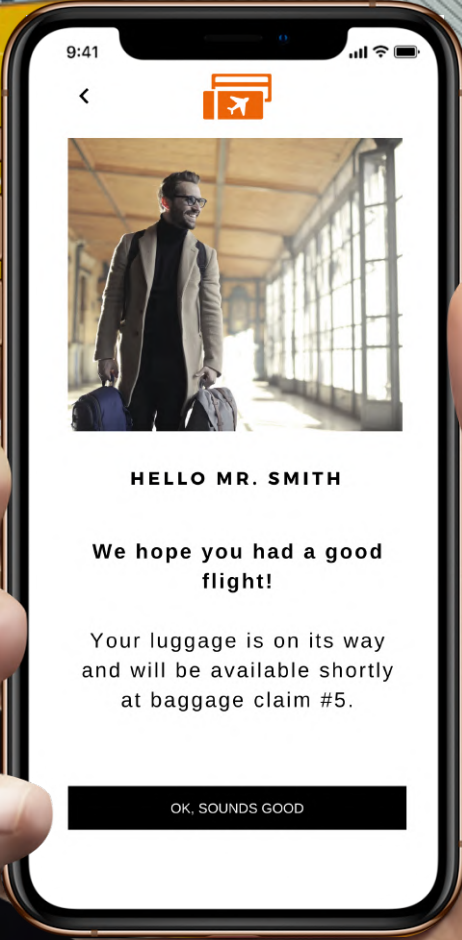 9:41
HELLO MR. SMITH
We hope you had a good
flight!
Your luggage is on its way
and will be available shortly
at baggage claim #5.
OK, SOUNDS GOOD